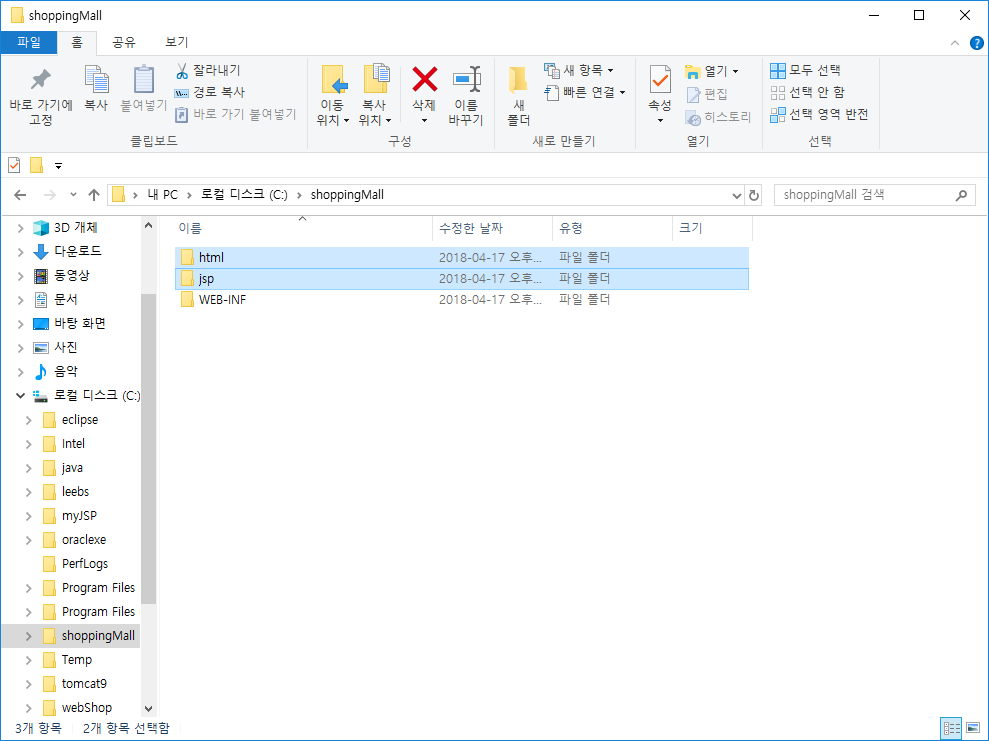 shoppingMall
파일 홈 공유 보기
바로 가기에 고정
복사
붙여넣기
잘라내기
경로 복사
바로 가기 붙여넣기
클립보드
이동 위치
복사 위치
삭제
이름 바꾸기
구성
새 폴더
새 항목
빠른 연결
새로 만들기
속성
열기
편집
히스토리
열기
모두 선택
선택 안 함
선택 영역 반전
선택
내 PC > 로컬 디스크 (C:) > shoppingMall
shoppingMall 검색
3D 개체
다운로드
동영상
문서
바탕 화면
사진
음악
로컬 디스크 (C:)
eclipse
Intel
java
leebs
myJSP
oraclexe
PerfLogs
Program Files
Program Files
shoppingMall
Temp
tomcat9
webShop
이름 수정한 날짜 유형 크기
html 2018-04-17 오후... 파일 폴더
jsp 2018-04-17 오후... 파일 폴더
WEB-INF 2018-04-17 오후... 파일 폴더
3개 항목 2개 항목 선택함